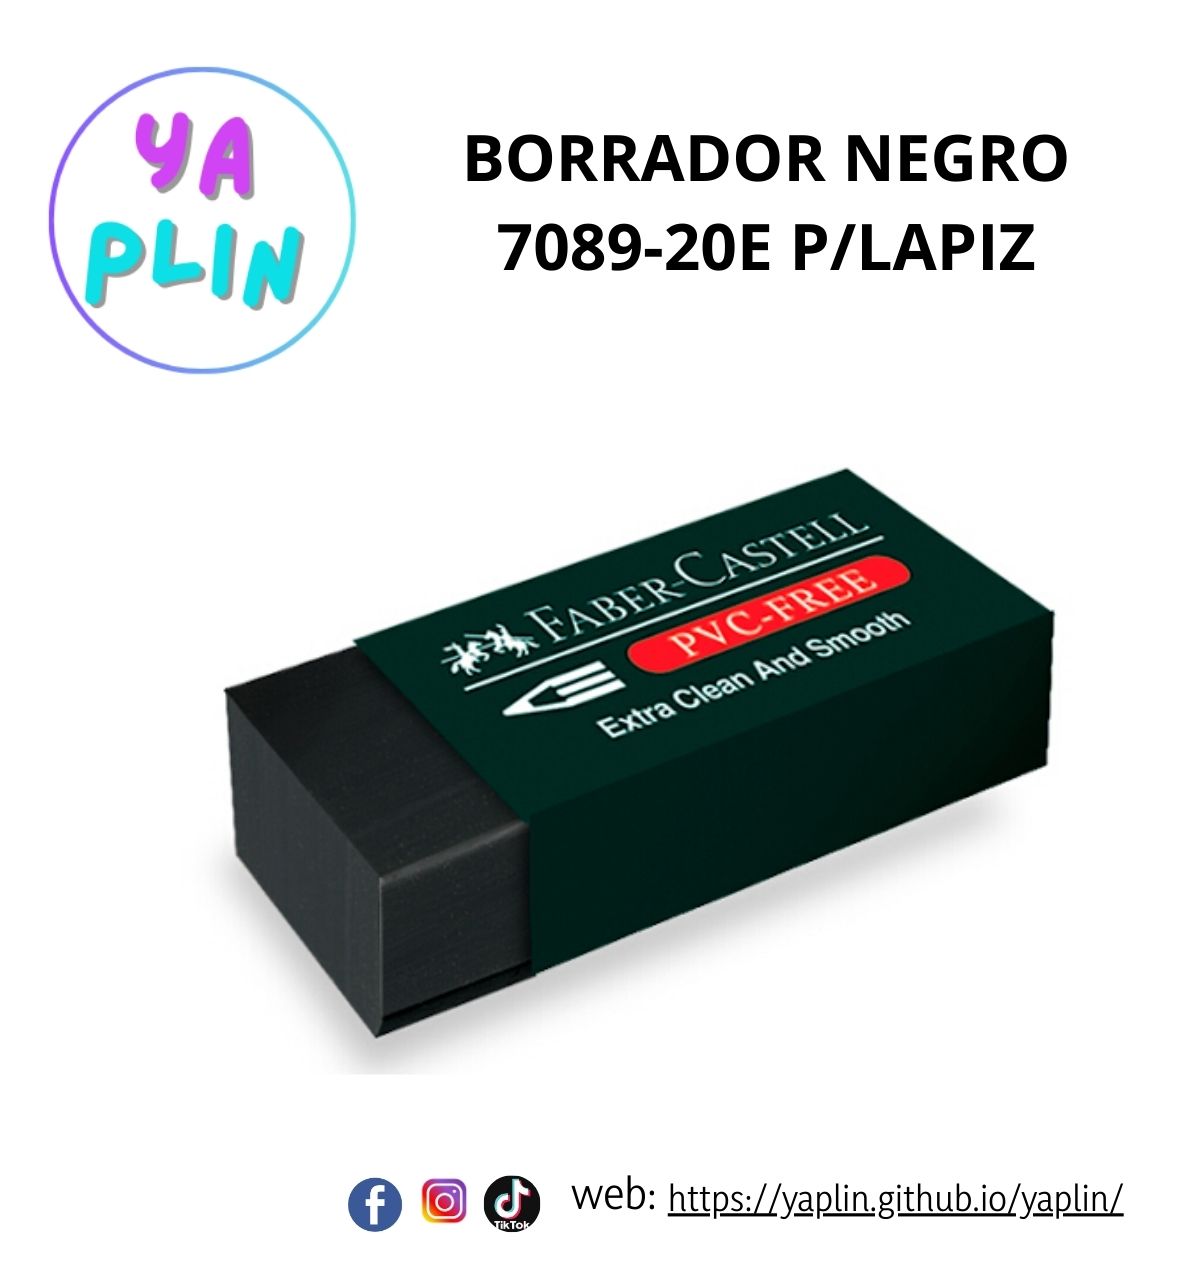 YA
PLIN
BORRADOR NEGRO
7089-20E P/LAPIZ
FABER-CASTELL
PVC-FREE
Extra Clean And Smooth
TikTok
web: https://yaplin.github.io/yaplin/